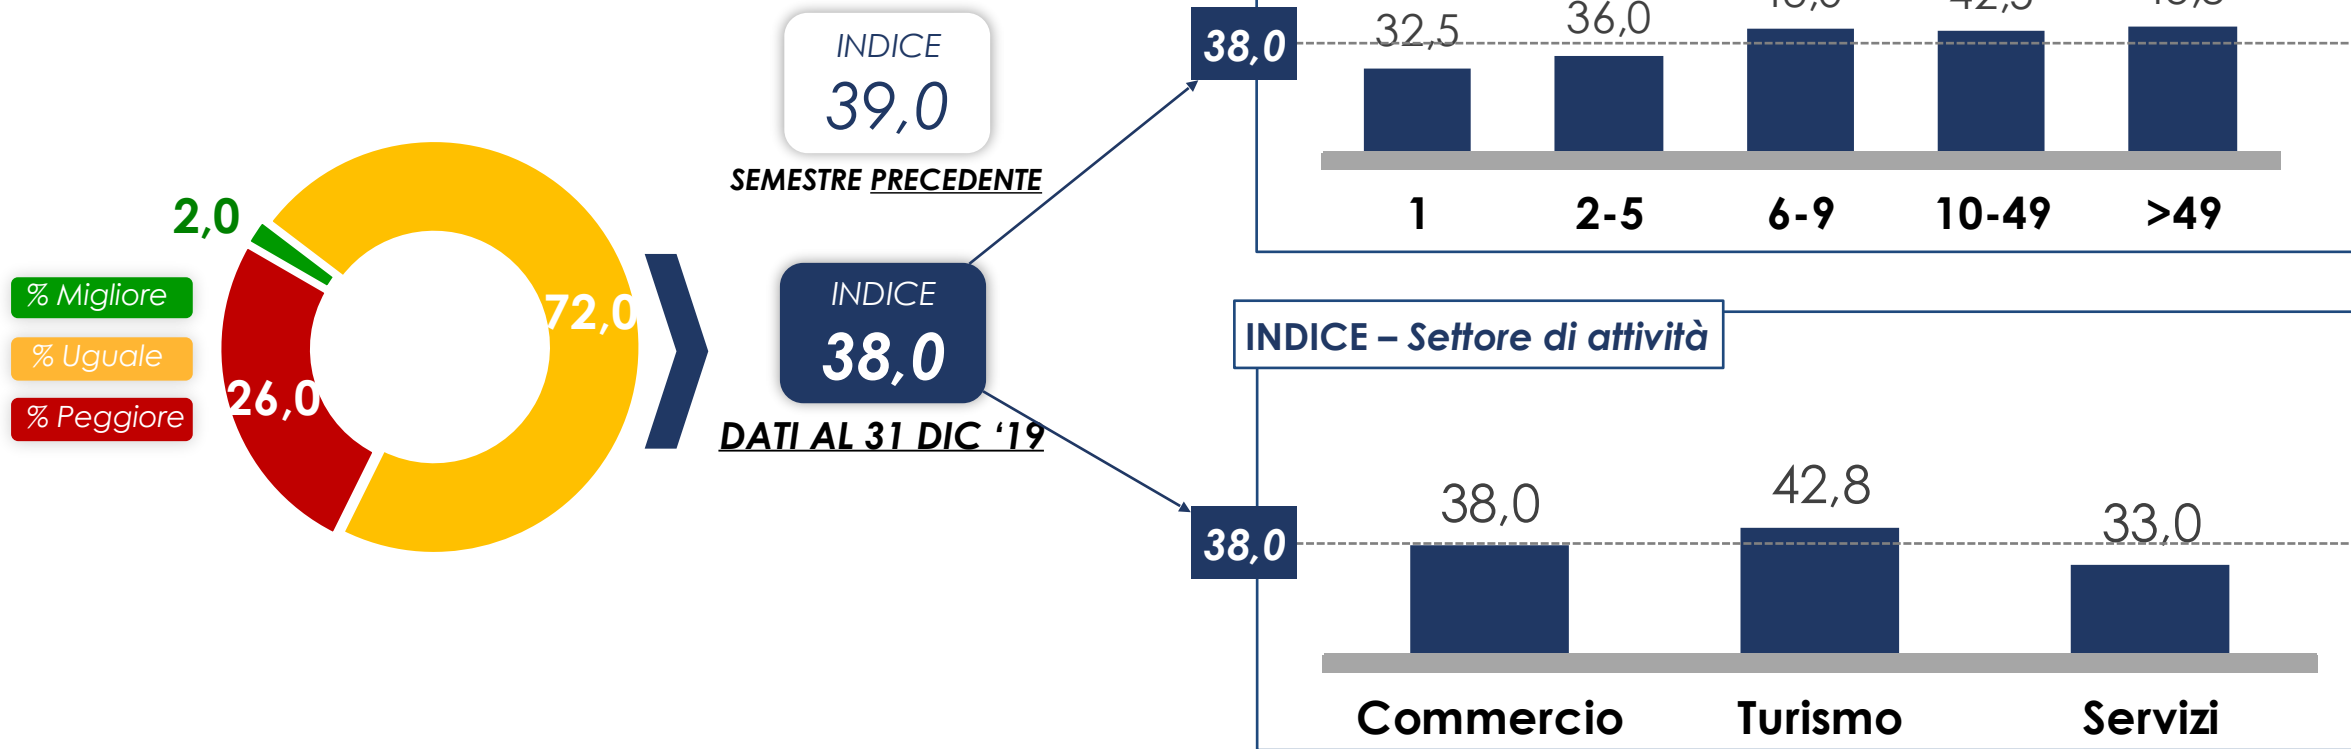 INDICE
39,0
SEMESTRE PRECEDENTE
2,0
72,0
26,0
% Migliore
% Uguale
% Peggiore
INDICE
38,0
DATI AL 31 DIC ‘19
38,0
32,5
36,0
1
2-5
6-9
10-49
>49
INDICE – Settore di attività
38,0
38,0
42,8
33,0
Commercio
Turismo
Servizi